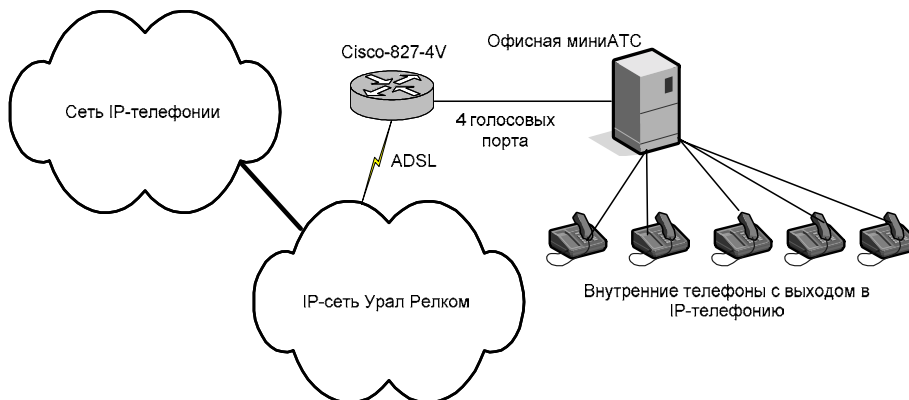 Офисная миниАТС
Cisco-827-4V
Сеть IP-телефонии
4 голосовых
порта
ADSL
IP-сеть Урал Релком
Внутренние телефоны с выходом в
IP-телефонию